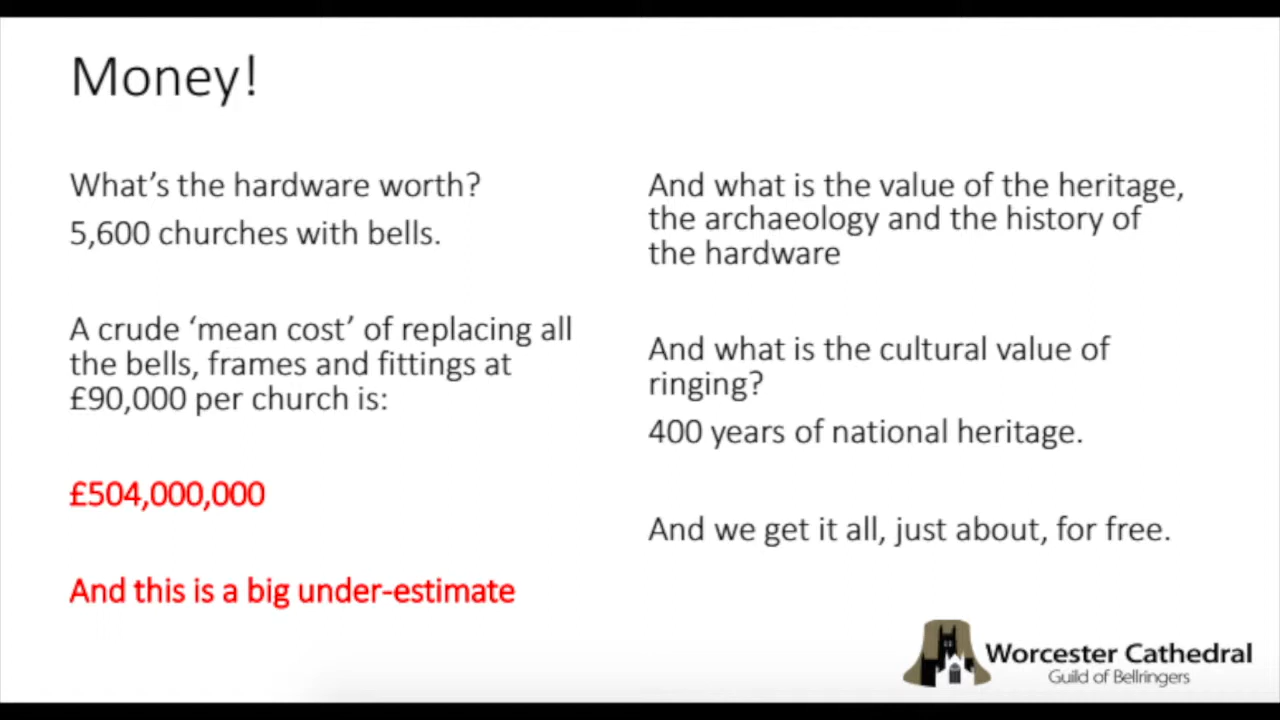 Money!
What's the hardware worth?
5,600 churches with bells.
A crude ‘mean cost’ of replacing all
the bells, frames and fittings at
£90,000 per church is:
£504,000,000
And this is a big under-estimate
And what is the value of the heritage,
the archaeology and the history of
the hardware
And what is the cultural value of
ringing?
400 years of national heritage.
And we get it all, just about, for free.
Worcester Cathedral
Guild of Bellringers